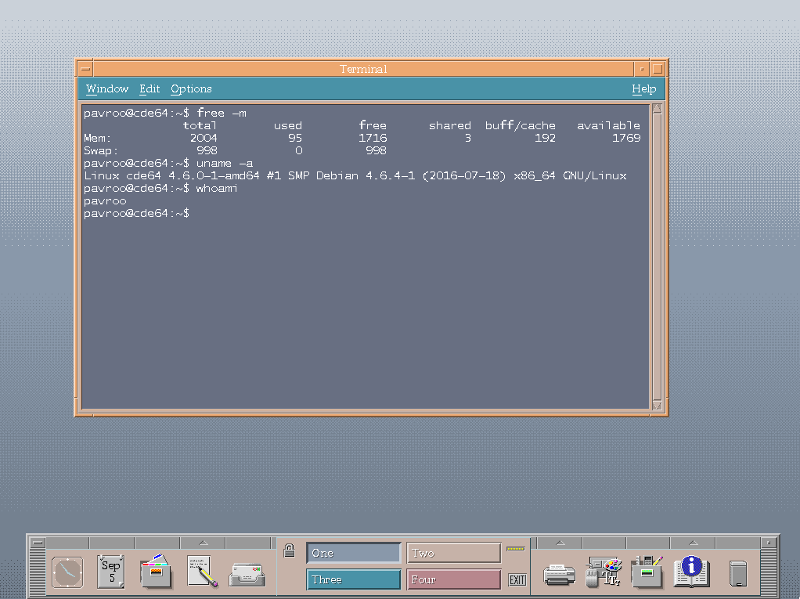 Terminal
Window Edit Options Help
pavroo@cde64:~$ free -m
total used free shared buff/cache available
Mem: 2004 95 1716 3 192 1769
Swap: 998 0 998
pavroo@cde64:~$ uname -a
Linux cde64 4.6.0-1-amd64 #1 SMP Debian 4.6.4-1 (2016-07-18) x86_64 GNU/Linux
pavroo@cde64:~$ whoami
pavroo
pavroo@cde64:~$
One Two
Sep
5
Three Four
EXIT